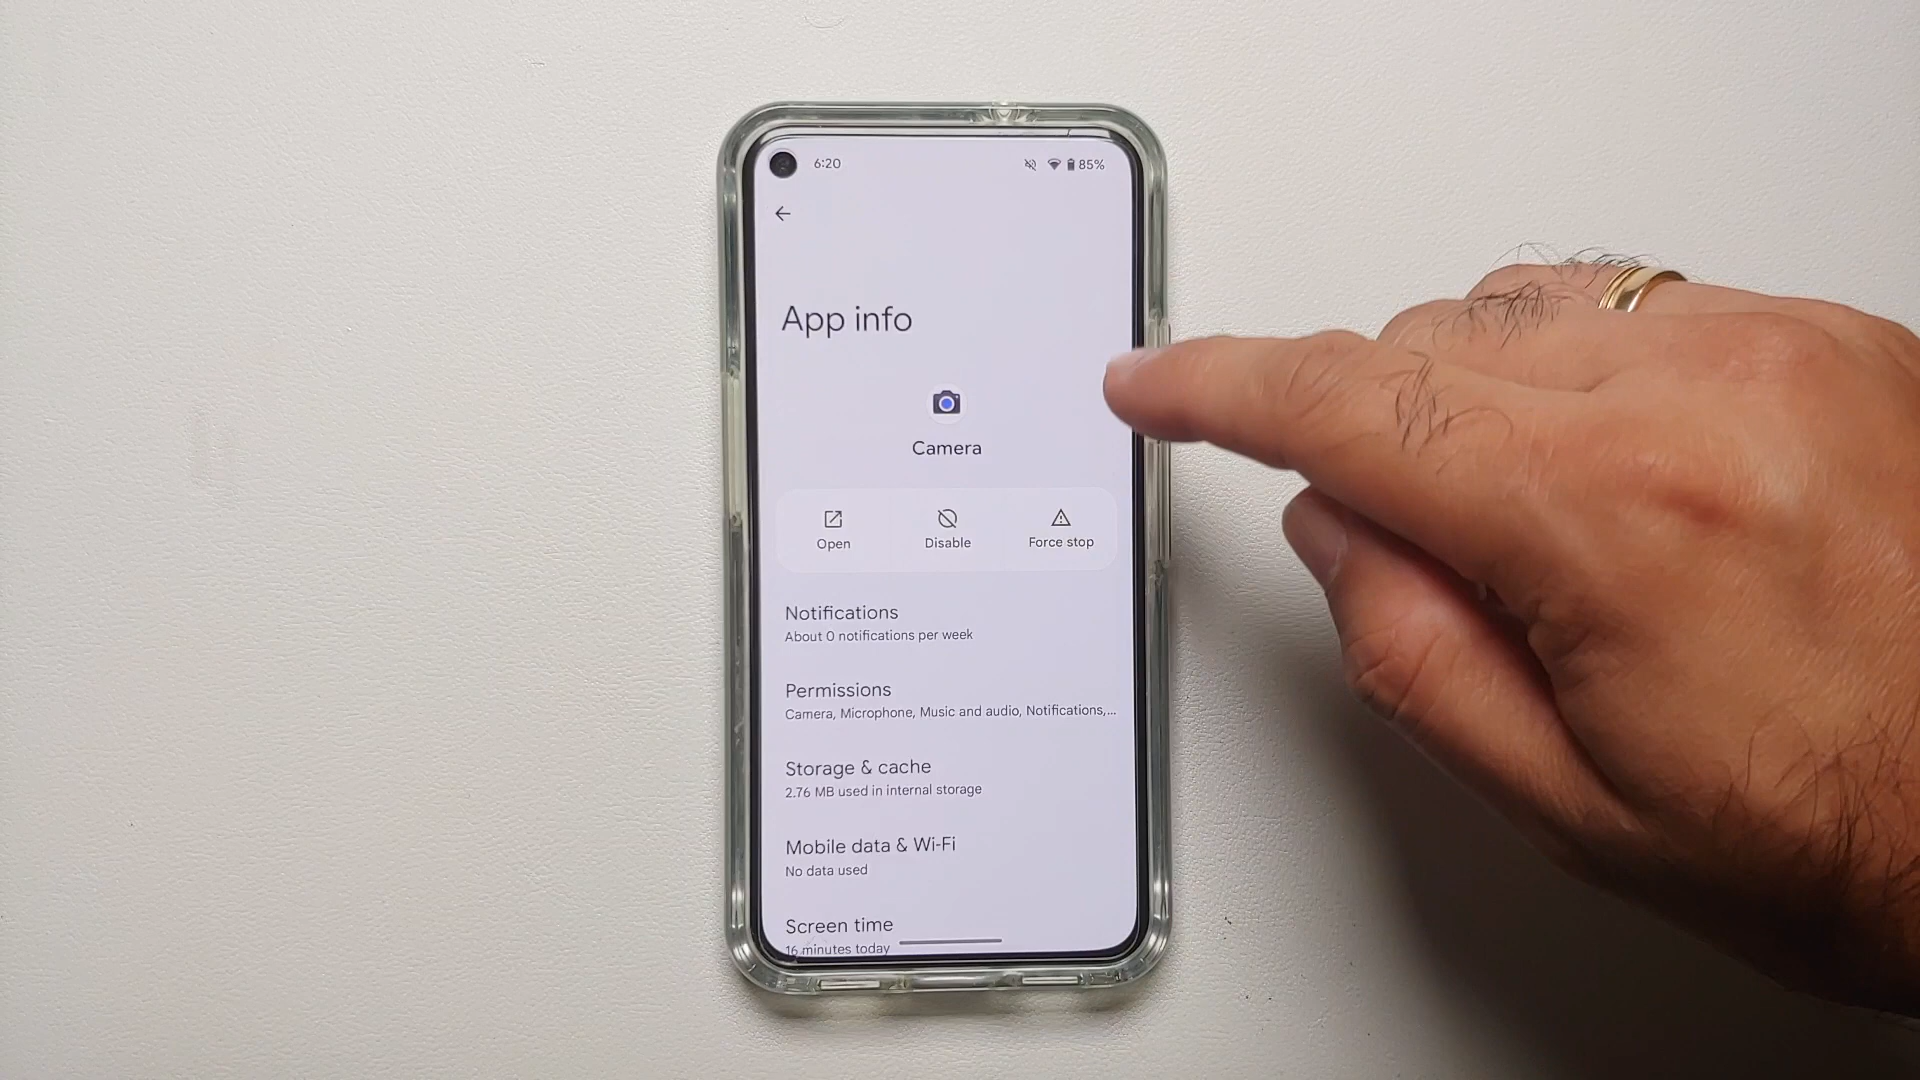 6:20
85%
App info
Camera
Open
Disable
Force stop
Notifications
About 0 notifications per week
Permissions
Camera, Microphone, Music and audio, Notifications,...
Storage & cache
2.76 MB used in internal storage
Mobile data & Wi-Fi
No data used
Screen time
16 minutes today